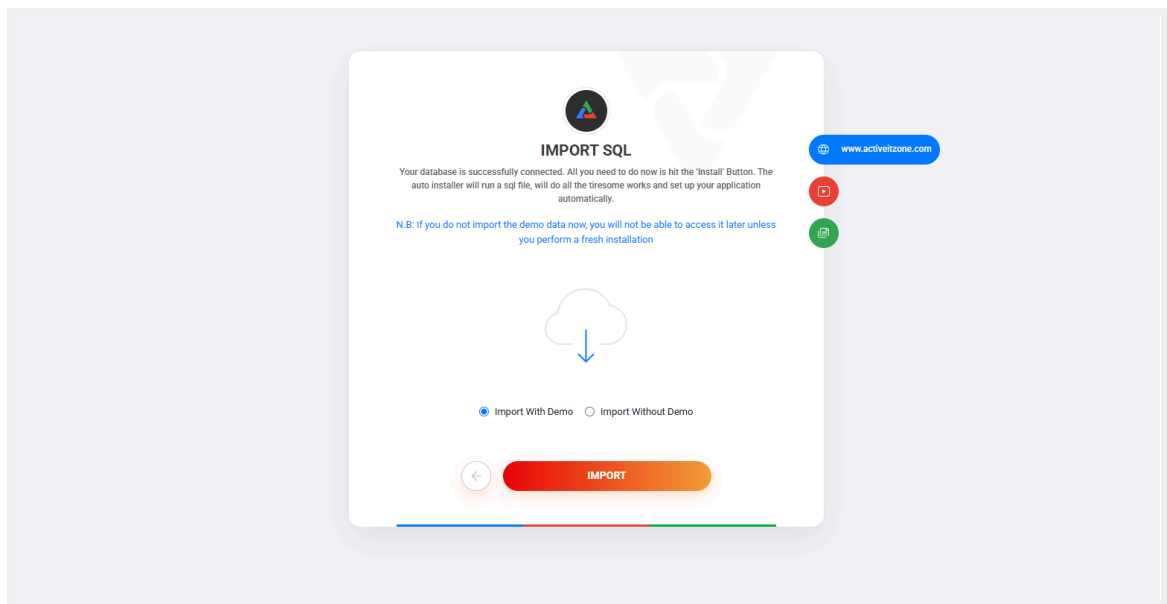 IMPORT SQL
Your database is successfully connected. All you need to do now is hit the 'Install' Button. The
auto installer will run a sql file, will do all the tiresome works and set up your application
automatically.
N.B: If you do not import the demo data now, you will not be able to access it later unless
you perform a fresh installation
www.activeitzone.com
Import With Demo
Import Without Demo
IMPORT